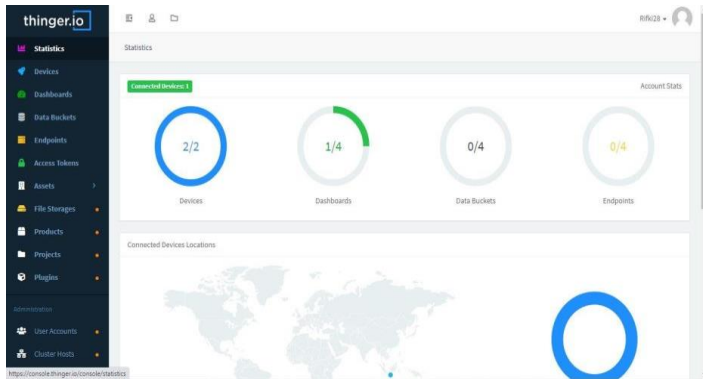 thinger.io
Rifki28
Statistics
Statistics
Devices
Dashboards
Data Buckets
Endpoints
Access Tokens
Assets
File Storages
Products
Projects
Plugins
Administration
User Accounts
Cluster Hosts
Connected Devices: 1
Account Stats
2/2
1/4
0/4
0/4
Devices
Dashboards
Data Buckets
Endpoints
Connected Devices Locations
https://console.thinger.io/console/statistics